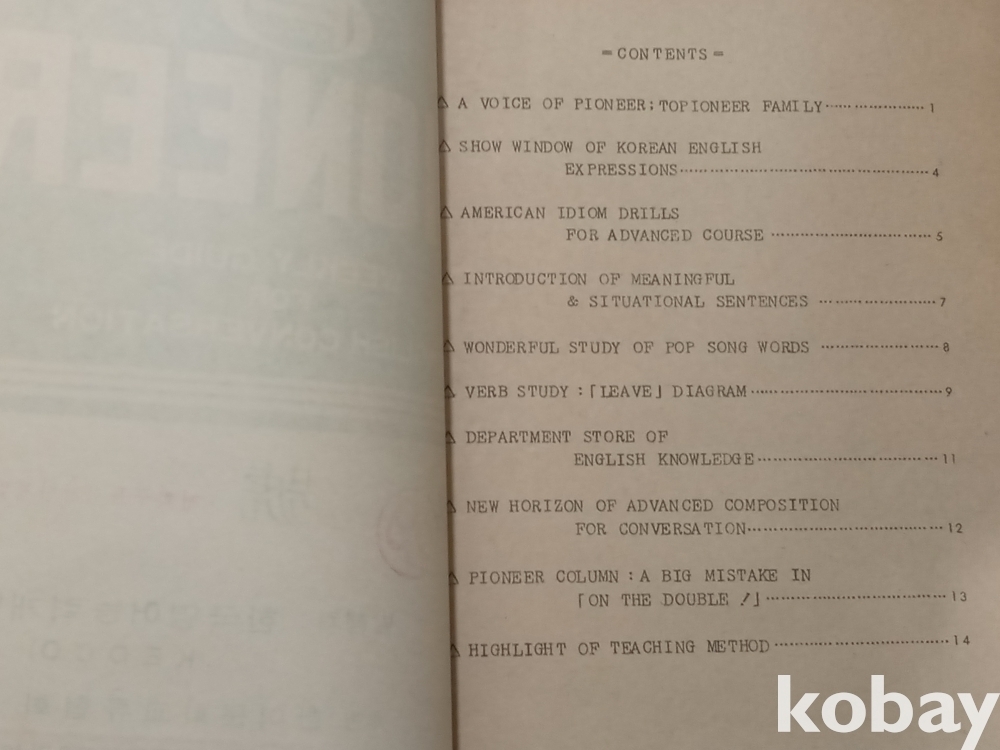 =CONTENTS=
△ A VOICE OF PIONEER:TOPIONEER FAMILY·····················1
△ SHOW WINDOW OF KOREAN ENGLISH
EXPRESSIONS·····················4
△ AMERICAN IDIOM DRILLS
FOR ADVANCED COURSE ·····················5
△ INTRODUCTION OF MEANINGFUL
& SITUATIONAL SENTENCES ·····················7
△ WONDERFUL STUDY OF POP SONG WORDS ·····················8
△ VERB STUDY :「LEAVE」 DIAGRAM·····················9
△ DEPARTMENT STORE OF
ENGLISH KNOWLEDGE·····················11
△ NEW HORIZON OF ADVANCED COMPOSITION
FOR CONVERSATION·····················12
△ PIONEER COLUMN : A BIG MISTAKE IN
「ON THE DOUBLE !」·····················13
△ HIGHLIGHT OF TEACHING METHOD·····················14
kobay